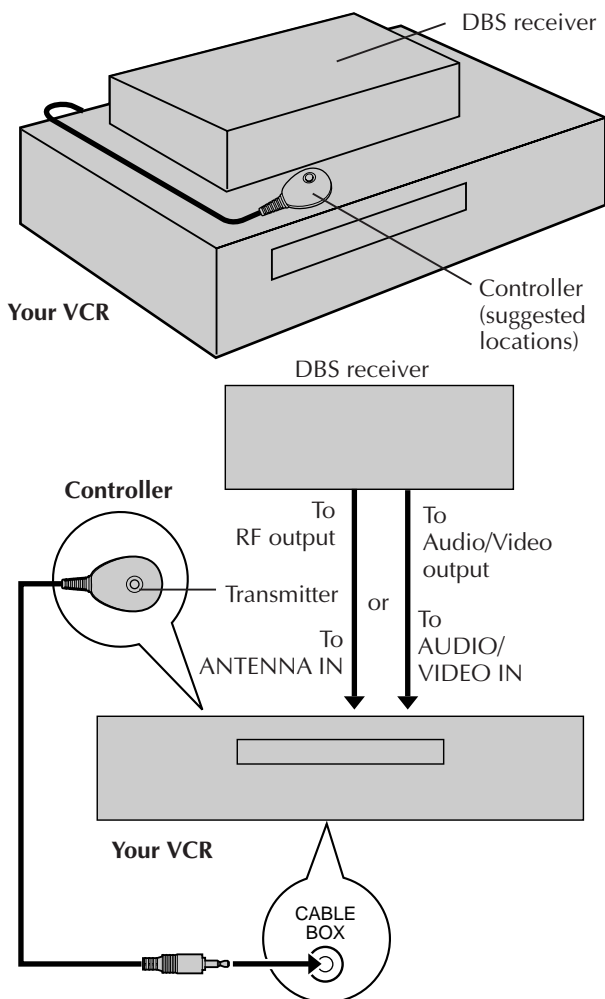 DBS receiver
Your VCR
Controller
(suggested
locations)
DBS receiver
Controller
To
RF output
To
Audio/Video
output
Transmitter
or
To
ANTENNA IN
To
AUDIO/
VIDEO IN
Your VCR
CABLE
BOX